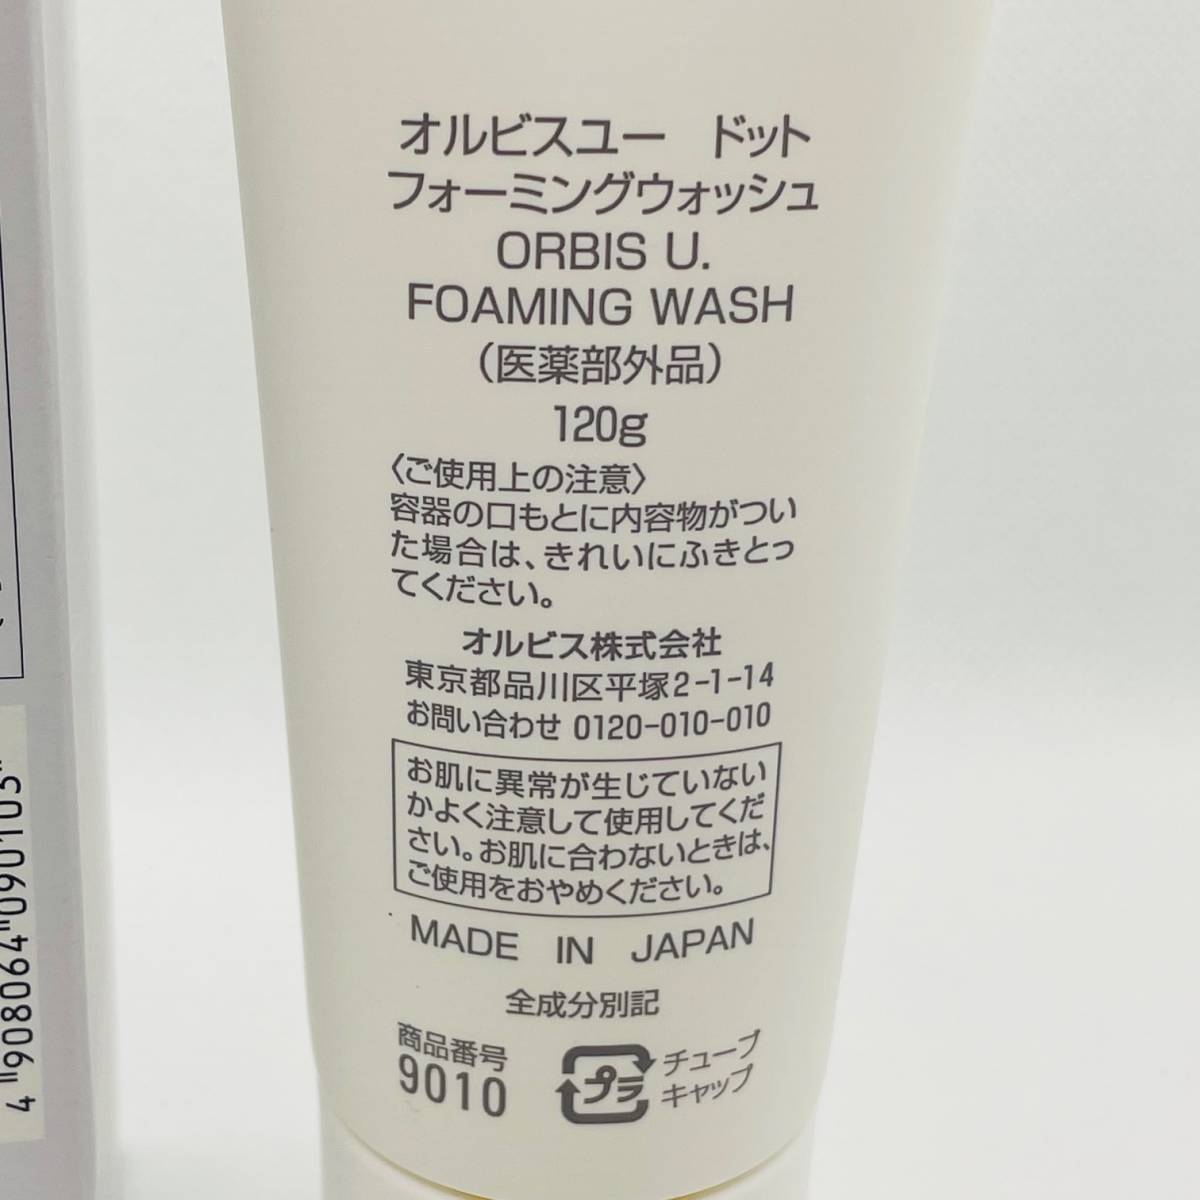 オルビスユー　ドット
フォーミングウォッシュ
ORBIS U.
FOAMING WASH
（医薬部外品）
120g
〈ご使用上の注意〉
容器の口もとに内容物がつい
た場合は、きれいにふきとっ
てください。
オルビス株式会社
東京都品川区平塚2-1-14
お問い合わせ 0120-010-010
お肌に異常が生じていない
かよく注意して使用してくだ
さい。お肌に合わないときは、
ご使用をおやめください。
MADE IN JAPAN
全成分別記
商品番号
9010
プラ
チューブ
キャップ
4"908064"090103"